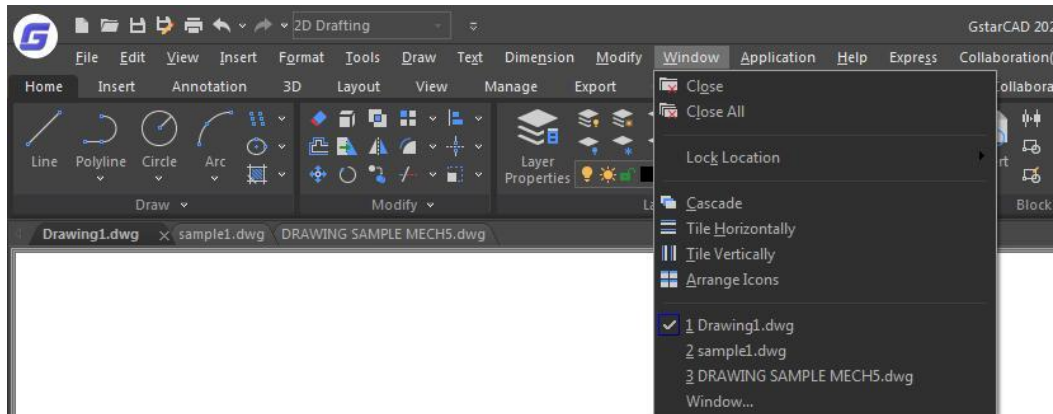 G
2D Drafting
GstarCAD 202
File Edit View Insert Format Tools Draw Text Dimension Modify Window Application Help Express Collaboration(
Home Insert Annotation 3D Layout View Manage Export ollabora
Line Polyline Circle Arc
Layer
Properties
rt
Draw Modify La Block
Drawing1.dwg sample1.dwg DRAWING SAMPLE MECH5.dwg
Close
Close All
Lock Location
Cascade
Tile Horizontally
Tile Vertically
Arrange Icons
1 Drawing1.dwg
2 sample1.dwg
3 DRAWING SAMPLE MECH5.dwg
Window...